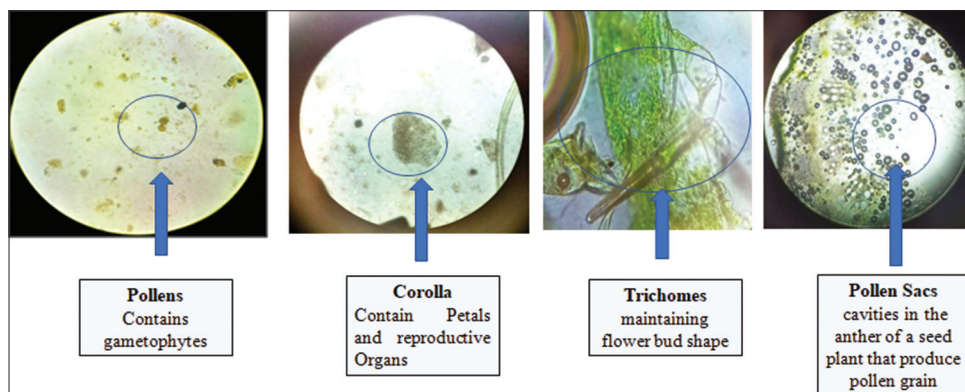 Pollens
Contains
gametophytes
Corolla
Contain Petals
and reproductive
Organs
Trichomes
maintaining
flower bud shape
Pollen Sacs
cavities in the
anther of a seed
plant that produce
pollen grain